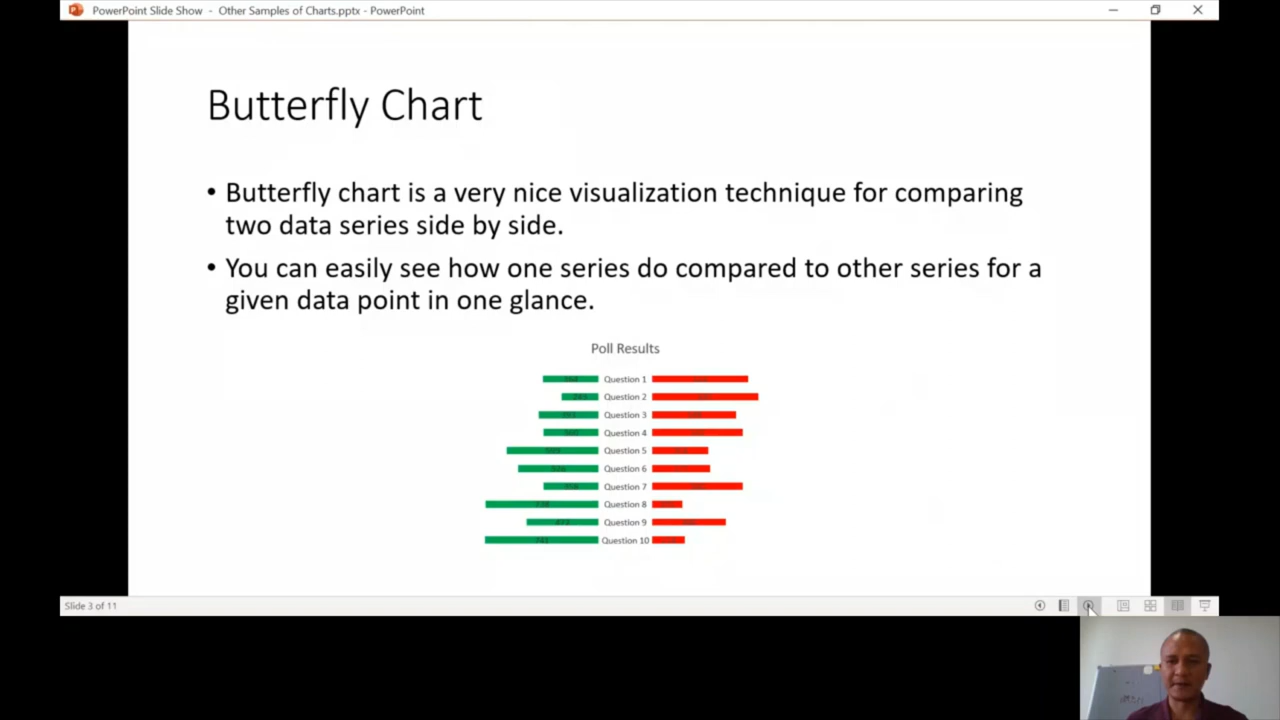 PowerPoint Slide Show - Other Samples of Charts.pptx - PowerPoint
Butterfly Chart
• Butterfly chart is a very nice visualization technique for comparing
two data series side by side.
• You can easily see how one series do compared to other series for a
given data point in one glance.
Poll Results
Question 1
Question 2
Question 3
Question 4
Question 5
Question 6
Question 7
738 Question 8
Question 9
Question 10
Slide 3 of 11